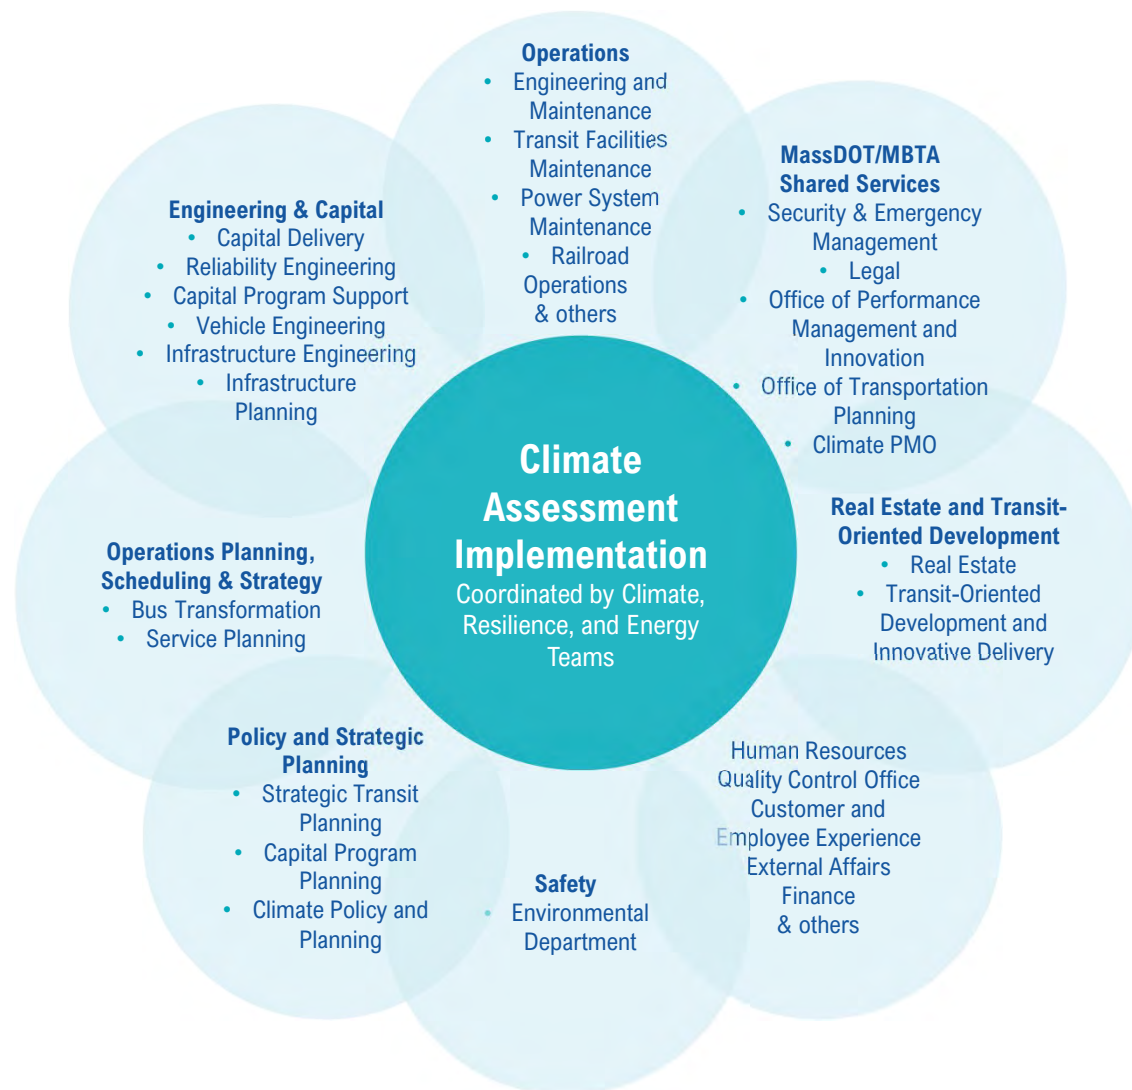 Operations
• Engineering and
Maintenance
• Transit Facilities
Maintenance
• Power System
Maintenance
• Railroad
Operations
& others
MassDOT/MBTA
Shared Services
• Security & Emergency
Management
• Legal
• Office of Performance
Management and
Innovation
• Office of Transportation
Planning
• Climate PMO
Real Estate and Transit-
Oriented Development
• Real Estate
• Transit-Oriented
Development and
Innovative Delivery
Human Resources
Quality Control Office
Customer and
Employee Experience
External Affairs
Finance
& others
Safety
• Environmental
Department
Policy and Strategic
Planning
• Strategic Transit
Planning
• Capital Program
Planning
• Climate Policy and
Planning
Operations Planning,
Scheduling & Strategy
• Bus Transformation
• Service Planning
Engineering & Capital
• Capital Delivery
• Reliability Engineering
• Capital Program Support
• Vehicle Engineering
• Infrastructure Engineering
• Infrastructure
Planning
Climate
Assessment
Implementation
Coordinated by Climate,
Resilience, and Energy
Teams